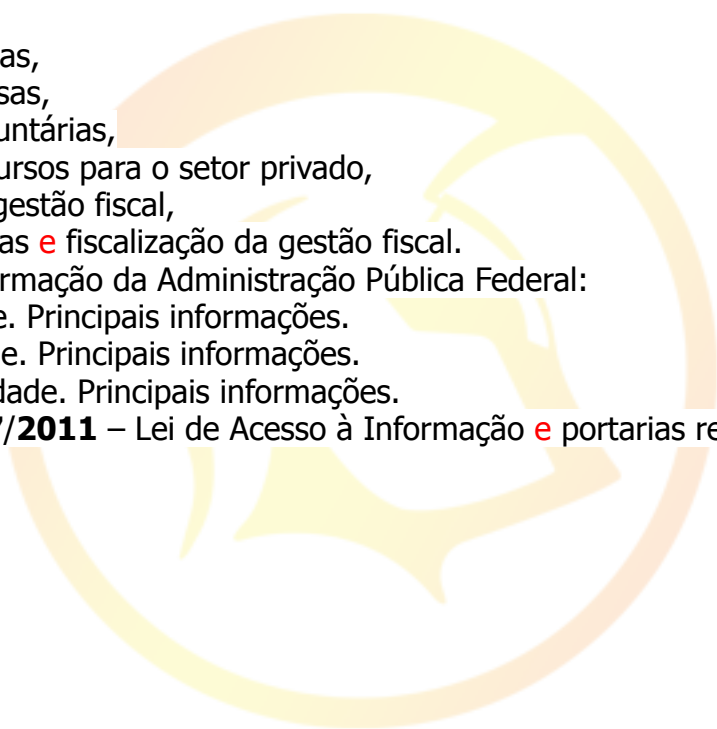 as,
sas,
untárias,
ursos para o setor privado,
gestão fiscal,
as e fiscalização da gestão fiscal.
rmação da Administração Pública Federal:
e. Principais informações.
e. Principais informações.
dade. Principais informações.
/2011 – Lei de Acesso à Informação e portarias re